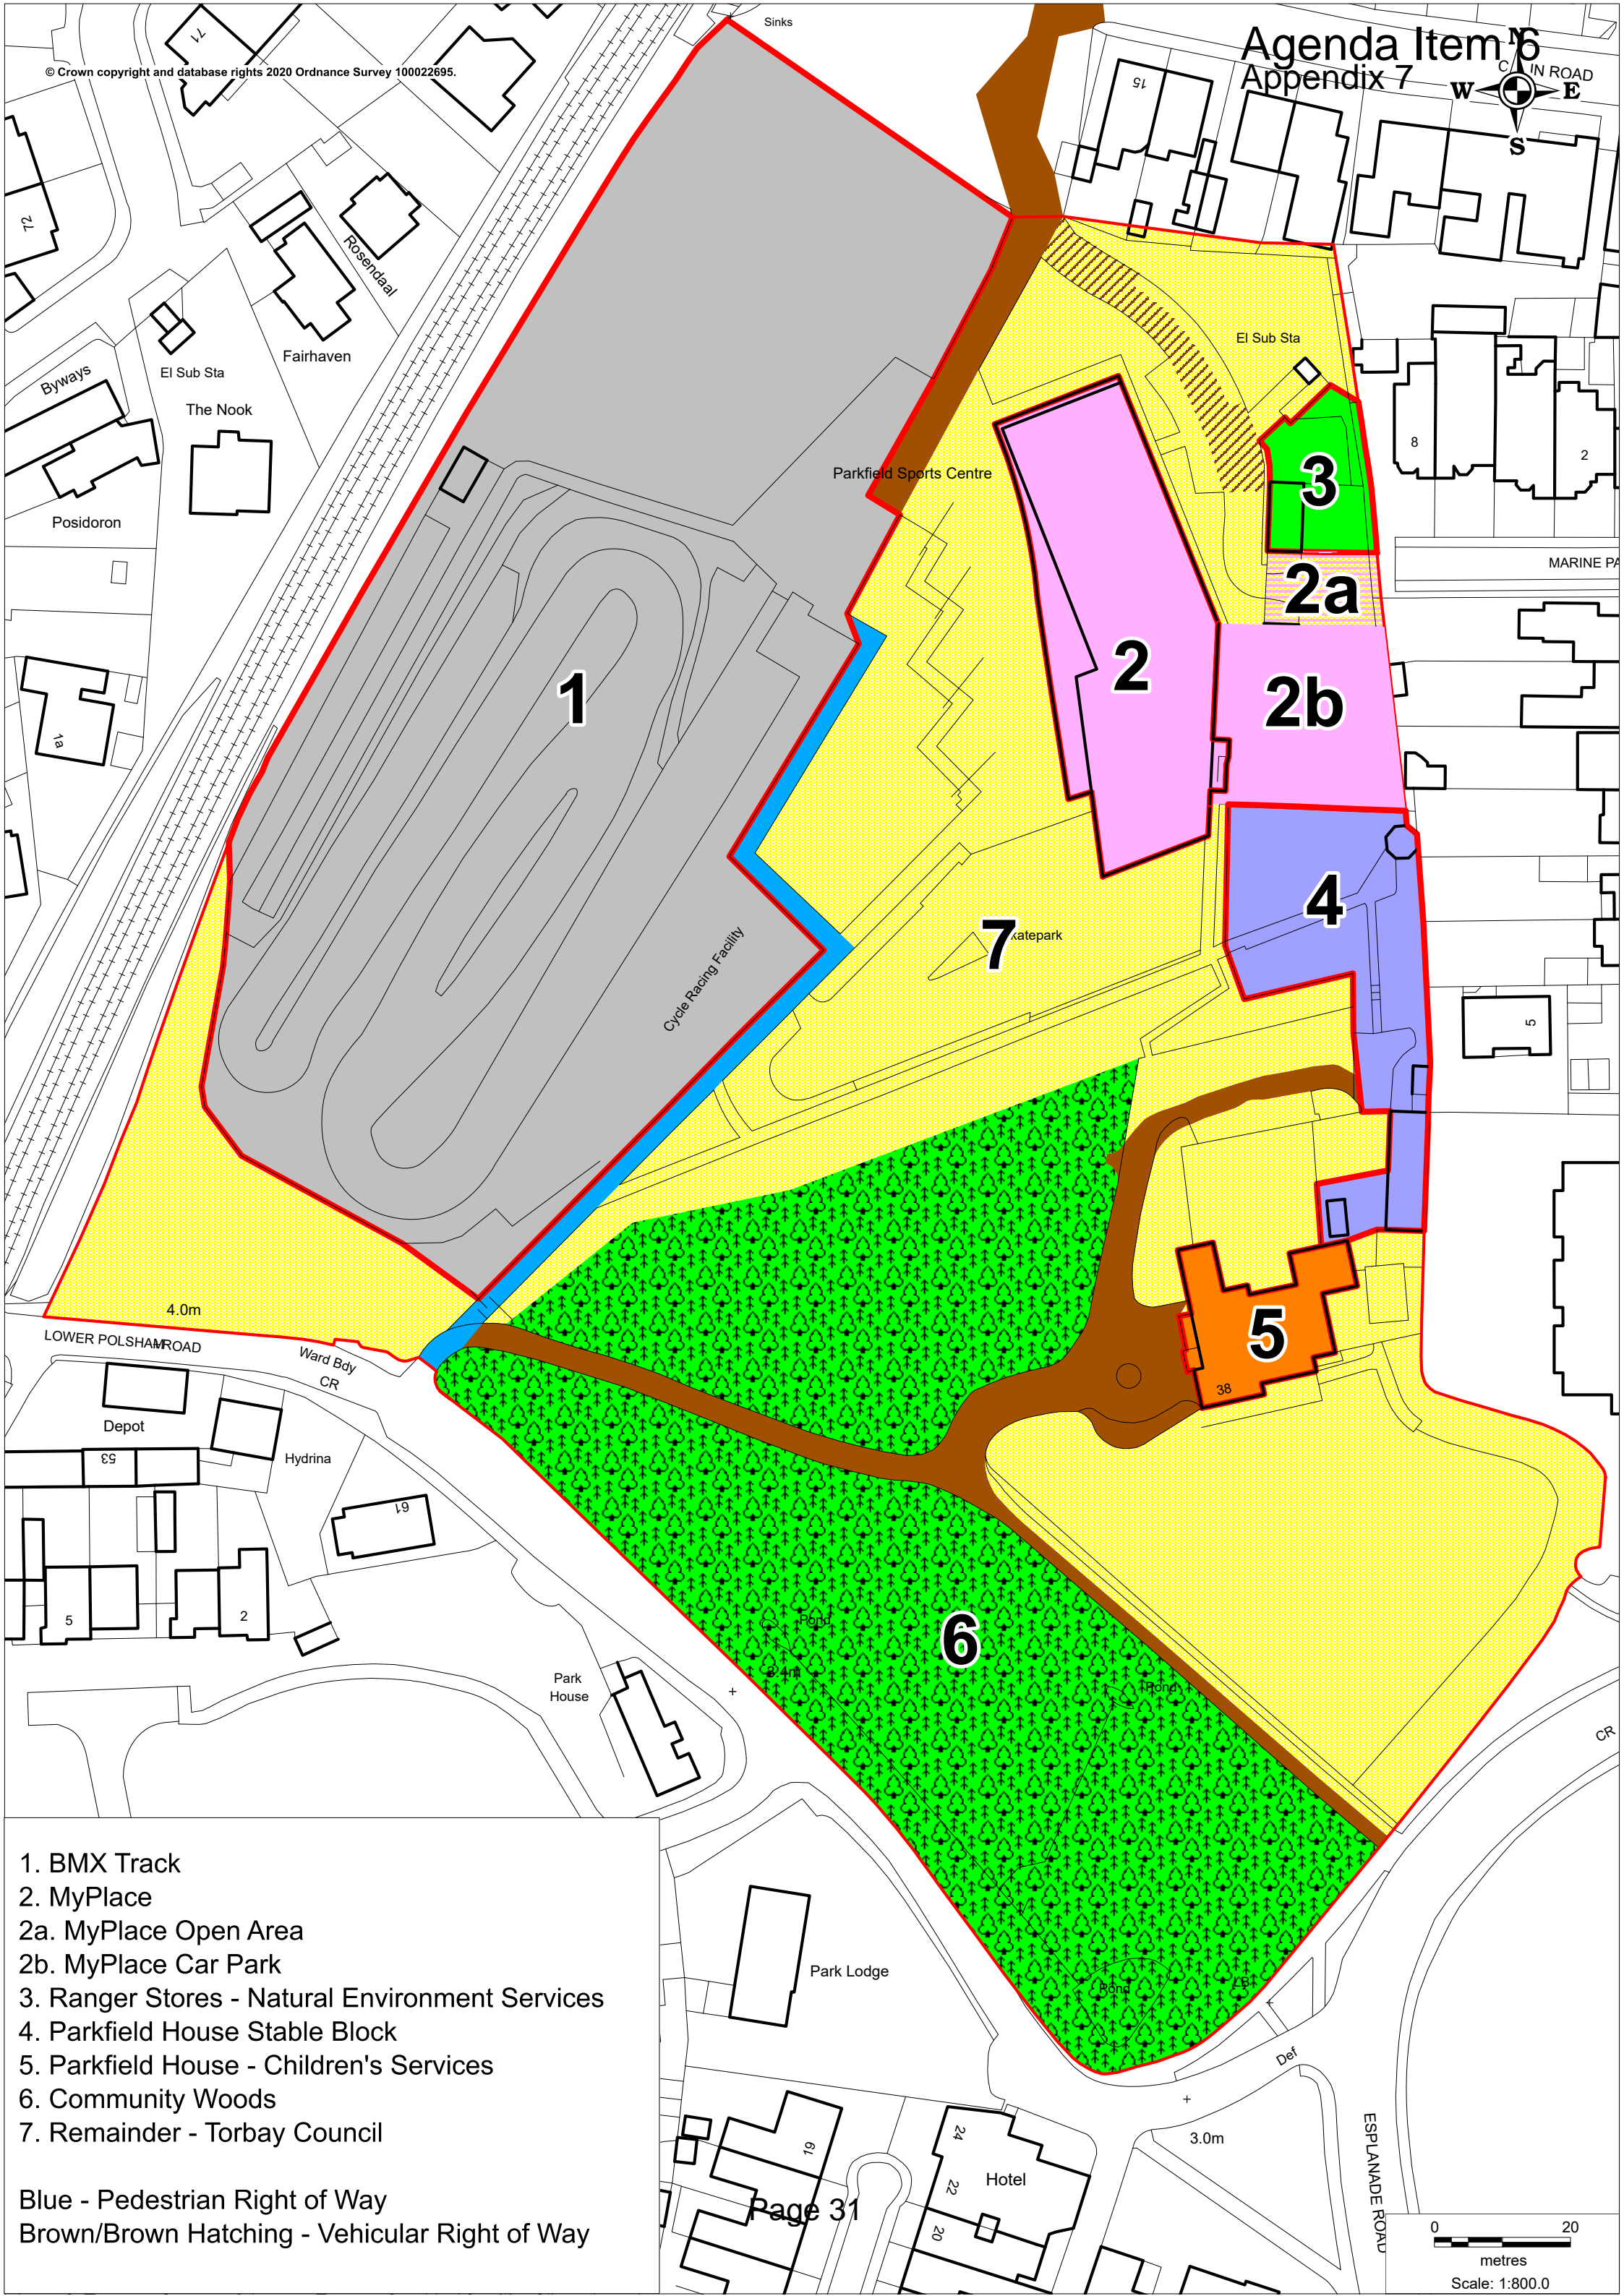 Sinks
Agenda Item 6
Appendix 7
N
W
E
S
IN ROAD
71
© Crown copyright and database rights 2020 Ordnance Survey 100022695.
15
72
Rosendaal
Fairhaven
El Sub Sta
El Sub Sta
Byways
The Nook
8
2
Parkfield Sports Centre
3
Posidoron
MARINE PA
2a
1
2
2b
1a
4
7
katepark
Cycle Racing Facility
5
4.0m
LOWER POLSHAM ROAD
Ward Bdy
CR
5
38
Depot
53
Hydrina
61
5
2
Pond
6
3.4m
Park
House
Pond
CR
1. BMX Track
2. MyPlace
2a. MyPlace Open Area
2b. MyPlace Car Park
3. Ranger Stores - Natural Environment Services
4. Parkfield House Stable Block
5. Parkfield House - Children's Services
6. Community Woods
7. Remainder - Torbay Council
Blue - Pedestrian Right of Way
Brown/Brown Hatching - Vehicular Right of Way
Park Lodge
Pond
LB
Def
3.0m
ESPLANADE ROAD
19
24
22
20
Hotel
Page 31
0
20
metres
Scale: 1:800.0